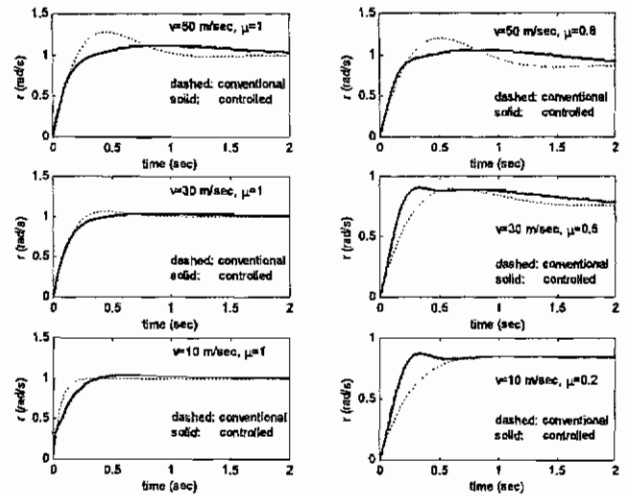 v=50 m/sec, μ=1
dashed: conventional
solid: controlled
r (rad/s)
1.5
1
0.5
0
0 0.5 1 1.5 2
time (sec)
v=50 m/sec, μ=0.8
dashed: conventional
solid: controlled
r (rad/s)
1.5
1
0.5
0
0 0.5 1 1.5 2
time (sec)
v=30 m/sec, μ=1
dashed: conventional
solid: controlled
r (rad/s)
1.5
1
0.5
0
0 0.5 1 1.5 2
time (sec)
v=30 m/sec, μ=0.5
dashed: conventional
solid: controlled
r (rad/s)
1
0.5
0
0 0.5 1 1.5 2
time (sec)
v=10 m/sec, μ=1
dashed: conventional
solid: controlled
r (rad/s)
1.5
1
0.5
0
0 0.5 1 1.5 2
time (sec)
v=10 m/sec, μ=0.2
dashed: conventional
solid: controlled
r (rad/s)
1
0.5
0
0 0.5 1 1.5 2
time (sec)